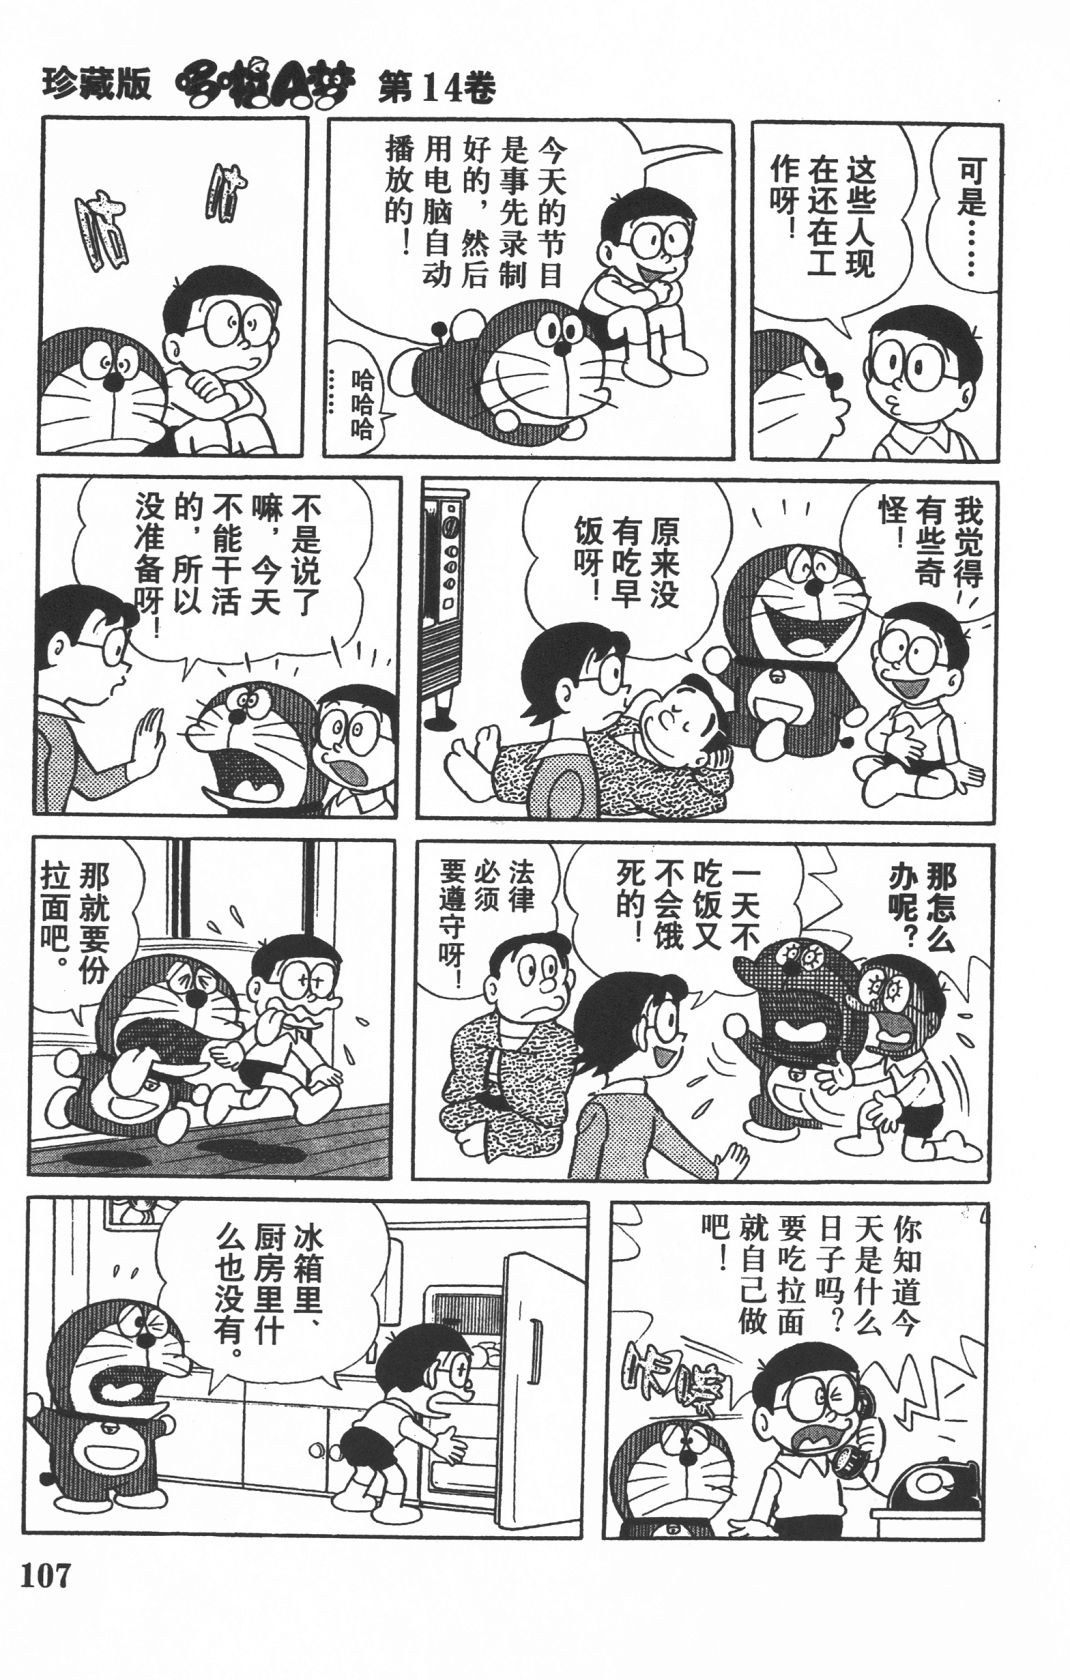 珍藏版 哆啦A梦 第14卷
可是……
这些人现
在还在工
作呀！
今天的节目
是事先录制
好的，然后
用电脑自动
播放的！
哈哈哈
……
咕
咕
我觉得
有些奇
怪！
原来没
有吃早
饭呀！
不是说了
嘛，今天
不能干活
的，所以
没准备呀！
那怎么
办呢？
一天不
吃饭又
不会饿
死的！
法律
必须
要遵守呀！
那就要份
拉面吧。
你知道今
天是什么
日子吗？
要吃拉面
就自己做
吧！
咔嚓
冰箱里、
厨房里什
么也没有。
107